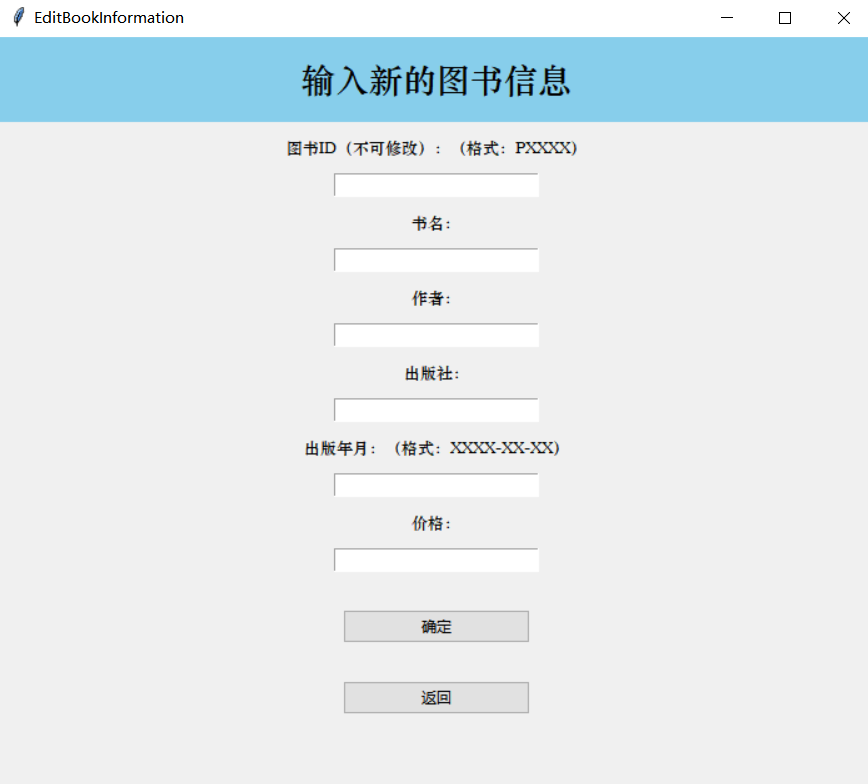 EditBookInformation
输入新的图书信息
图书ID（不可修改）：（格式：PXXXX）
书名：
作者：
出版社：
出版年月：（格式：XXXX-XX-XX）
价格：
确定
返回